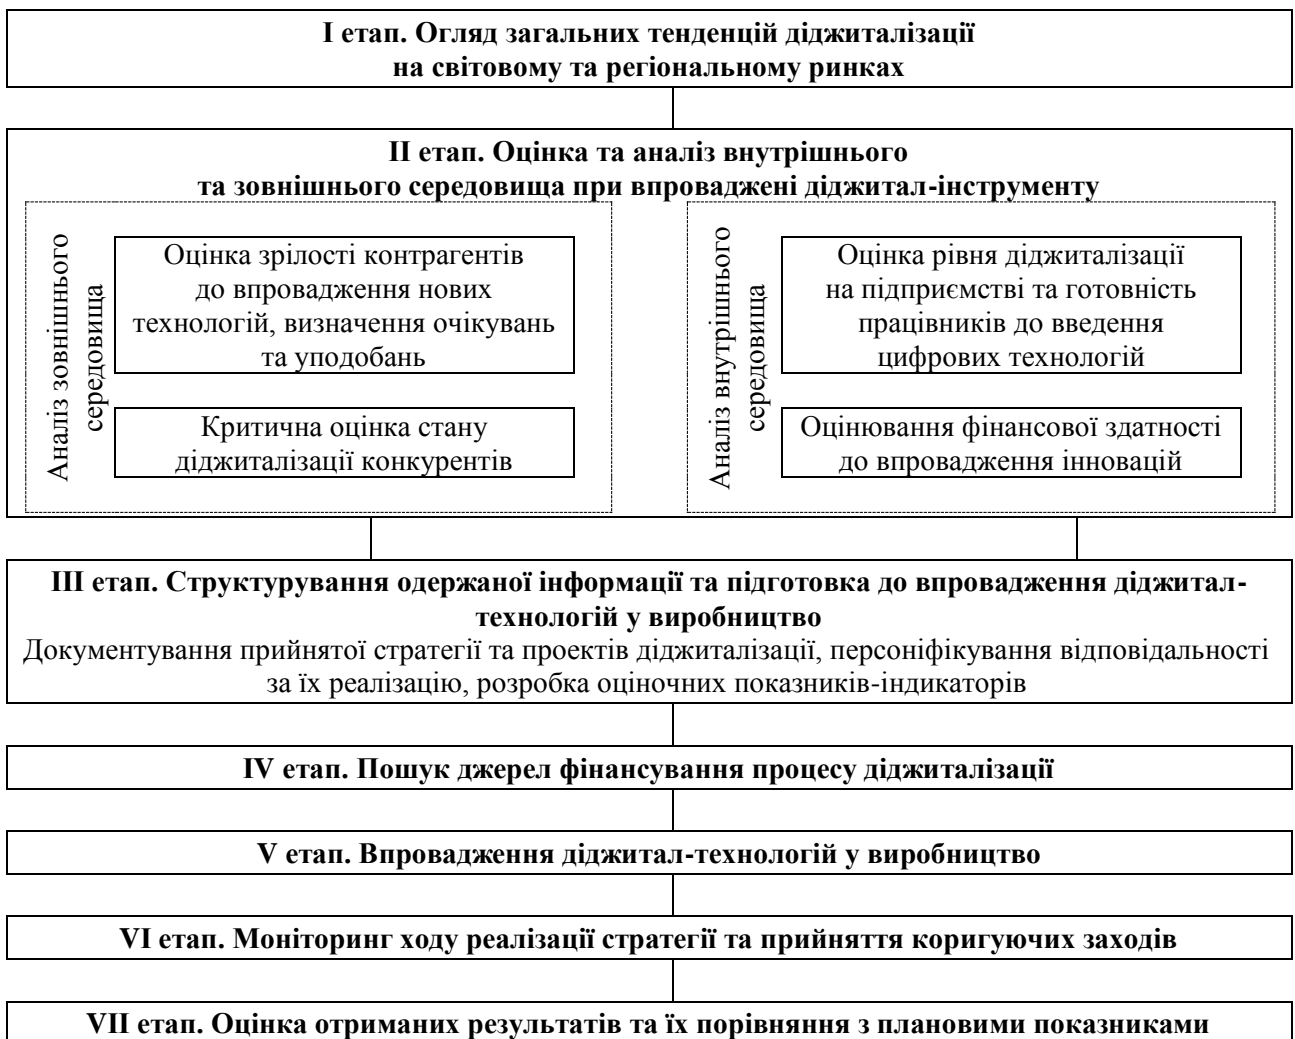 I етап. Огляд загальних тенденцій діджиталізації
на світовому та регіональному ринках
II етап. Оцінка та аналіз внутрішнього
та зовнішнього середовища при впроваджені діджитал-інструменту
Аналіз зовнішнього
середовища
Оцінка зрілості контрагентів
до впровадження нових
технологій, визначення очікувань
та уподобань
Критична оцінка стану
діджиталізації конкурентів
Аналіз внутрішнього
середовища
Оцінка рівня діджиталізації
на підприємстві та готовність
працівників до введення
цифрових технологій
Оцінювання фінансової здатності
до впровадження інновацій
III етап. Структурування одержаної інформації та підготовка до впровадження діджитал-
технологій у виробництво
Документування прийнятої стратегії та проектів діджиталізації, персоніфікування відповідальності
за їх реалізацію, розробка оціночних показників-індикаторів
IV етап. Пошук джерел фінансування процесу діджиталізації
V етап. Впровадження діджитал-технологій у виробництво
VI етап. Моніторинг ходу реалізації стратегії та прийняття коригуючих заходів
VII етап. Оцінка отриманих результатів та їх порівняння з плановими показниками